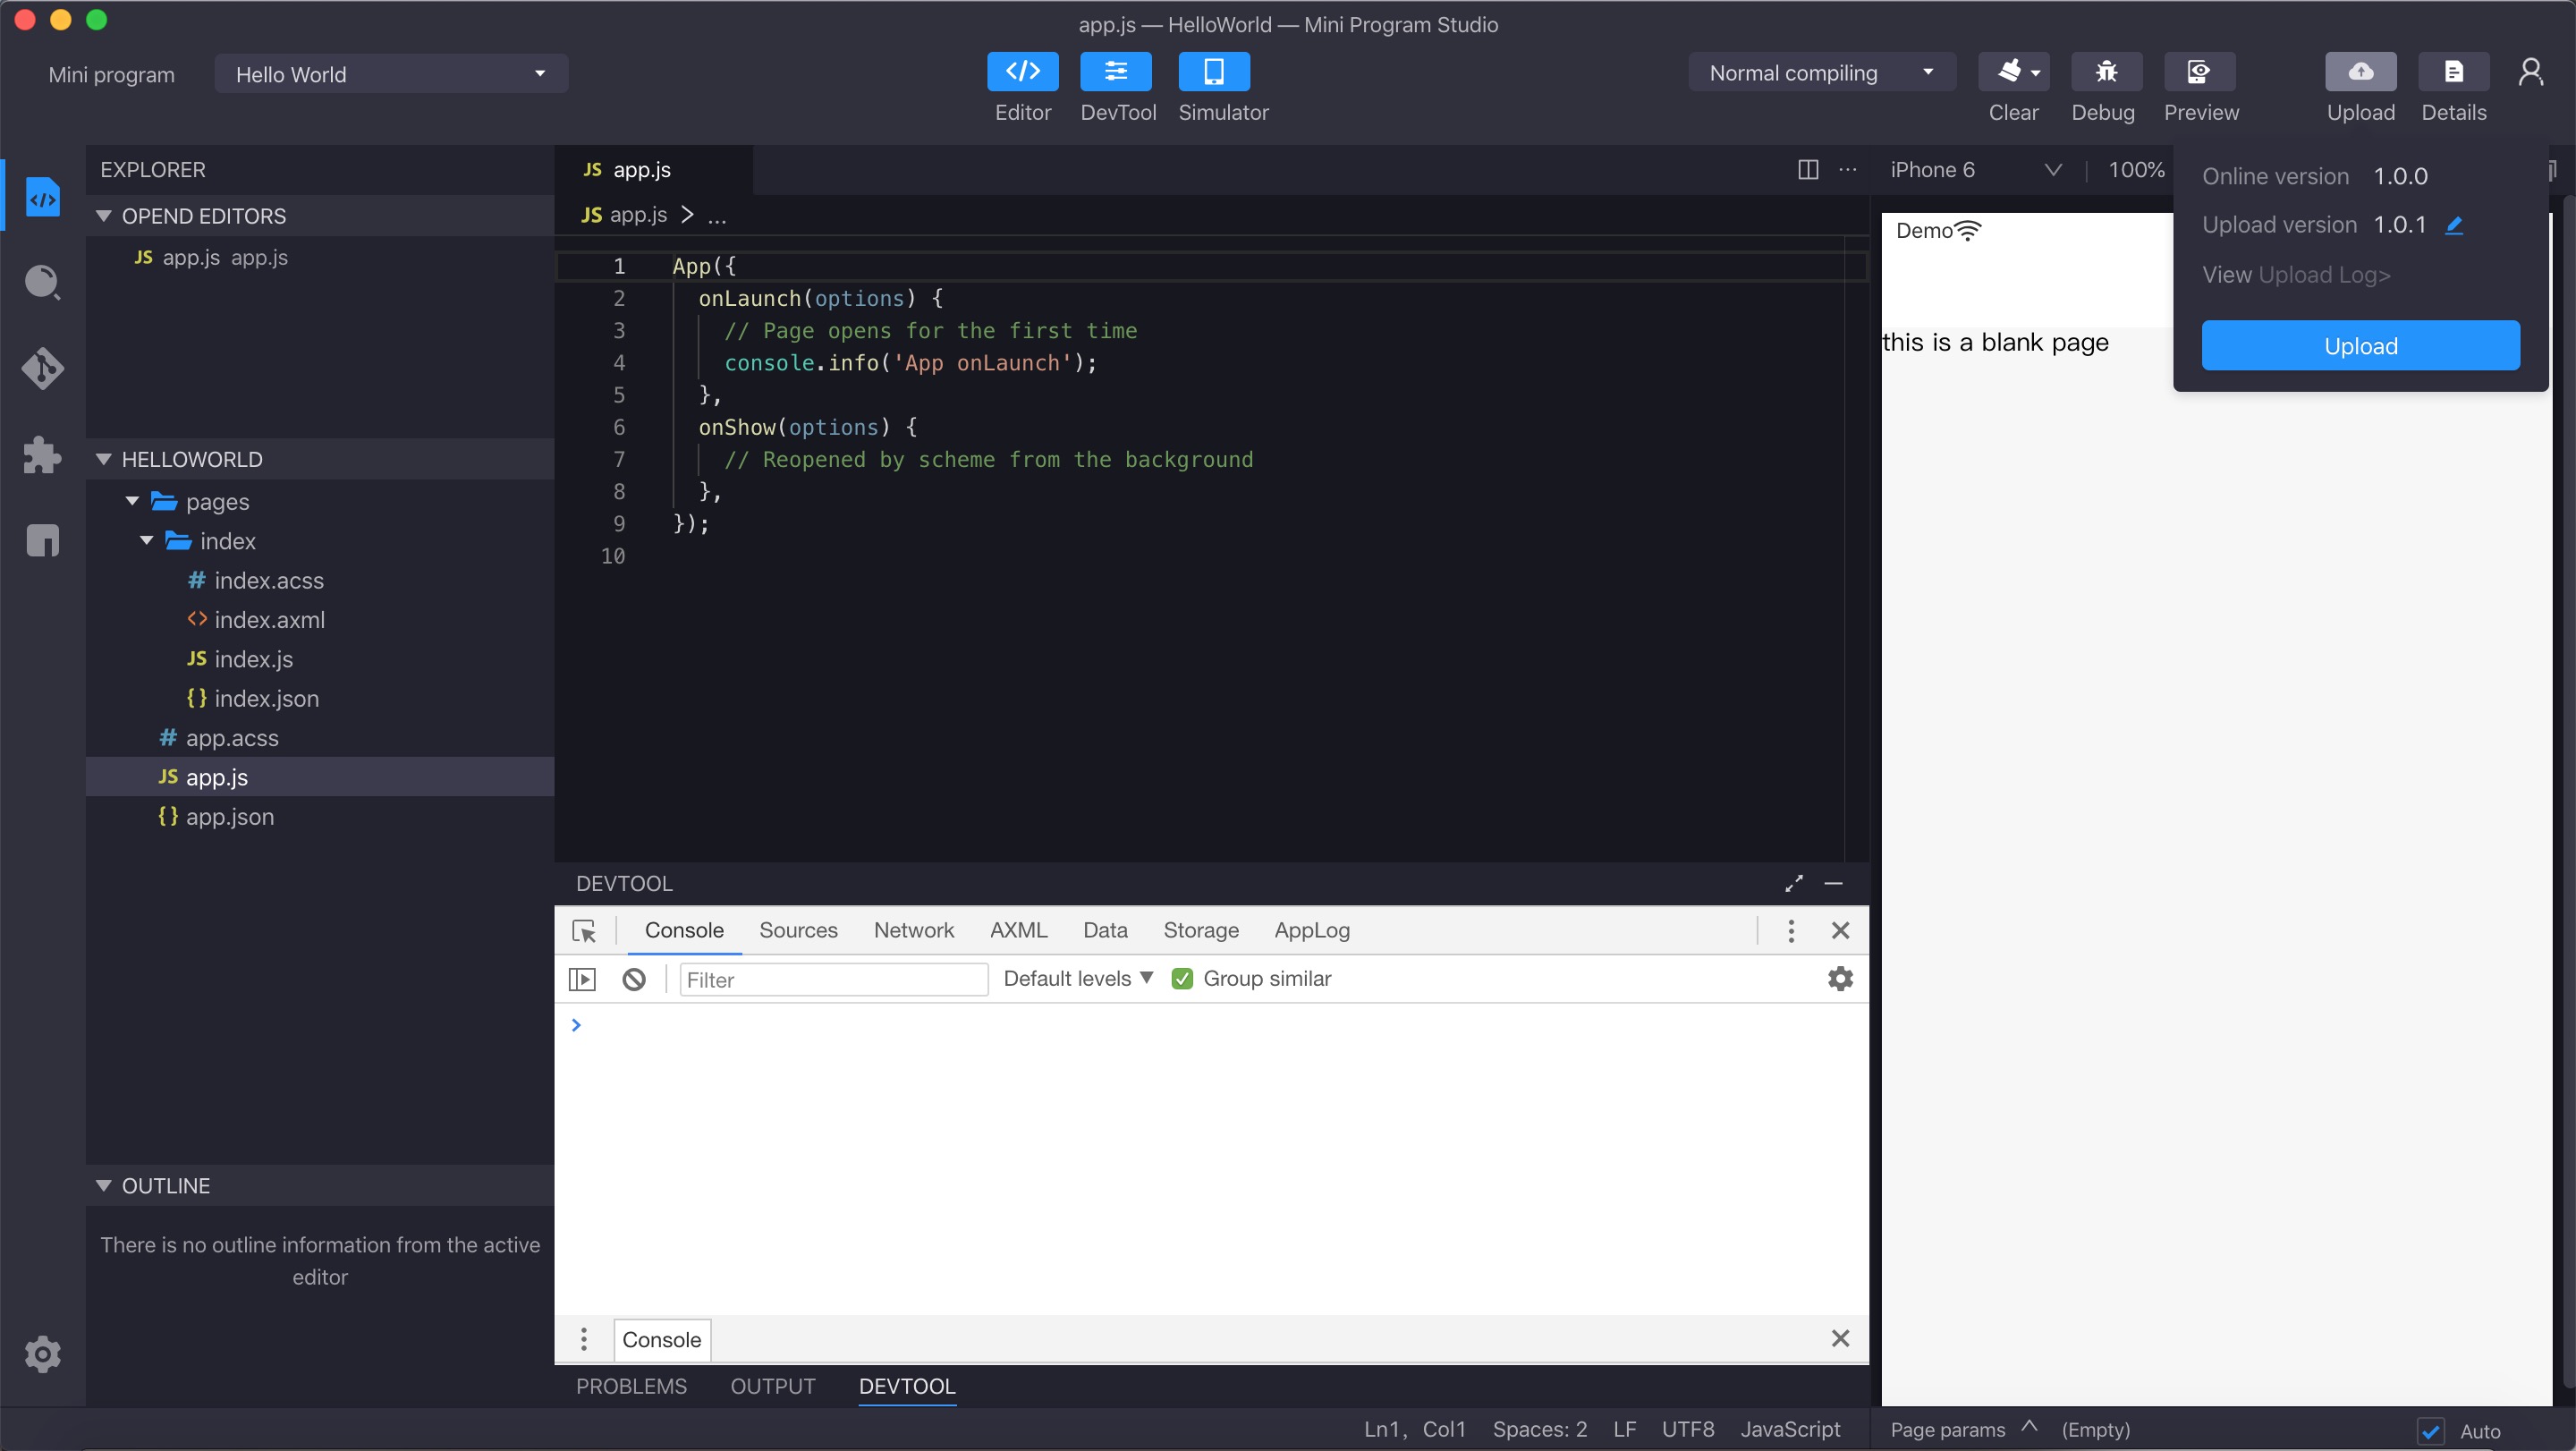 app.js — HelloWorld — Mini Program Studio
Mini program
Hello World
Editor
DevTool
Simulator
Normal compiling
Clear
Debug
Preview
Upload
Details
EXPLORER
OPEND EDITORS
JS app.js app.js
HELLOWORLD
pages
index
# index.acss
<> index.axml
JS index.js
{} index.json
# app.acss
JS app.js
{} app.json
OUTLINE
There is no outline information from the active
editor
JS app.js
JS app.js > ...
1 App({
2 onLaunch(options) {
3 // Page opens for the first time
4 console.info('App onLaunch');
5 },
6 onShow(options) {
7 // Reopened by scheme from the background
8 },
9 });
10
DEVTOOL
Console Sources Network AXML Data Storage AppLog
Filter
Default levels ▼
Group similar
>
Console
PROBLEMS OUTPUT DEVTOOL
Ln1, Col1 Spaces: 2 LF UTF8 JavaScript
iPhone 6
100%
Demo
this is a blank page
Online version 1.0.0
Upload version 1.0.1
View Upload Log>
Upload
Page params ^ (Empty)
Auto